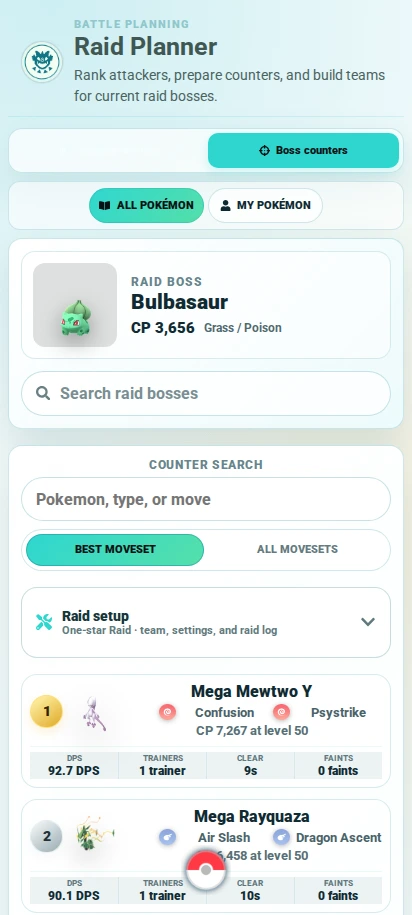 BATTLE PLANNING
Raid Planner
Rank attackers, prepare counters, and build teams
for current raid bosses.
Boss counters
ALL POKÉMON
MY POKÉMON
RAID BOSS
Bulbasaur
CP 3,656 Grass / Poison
Search raid bosses
COUNTER SEARCH
Pokemon, type, or move
BEST MOVESET
ALL MOVESETS
Raid setup
One-star Raid · team, settings, and raid log
1
Mega Mewtwo Y
Confusion Psystrike
CP 7,267 at level 50
DPS TRAINERS CLEAR FAINTS
92.7 DPS 1 trainer 9s 0 faints
2
Mega Rayquaza
Air Slash Dragon Ascent
6,458 at level 50
DPS TRAINERS CLEAR FAINTS
90.1 DPS 1 trainer 10s 0 faints